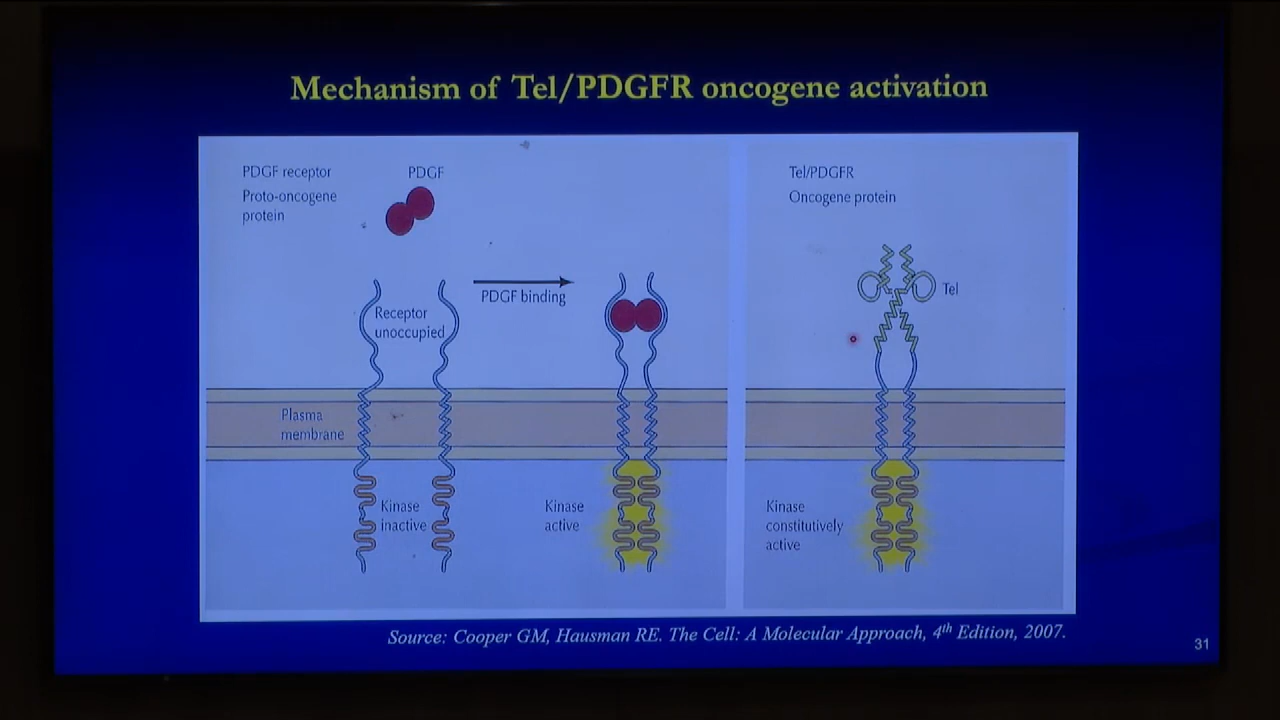 Mechanism of Tel/PDGFR oncogene activation
PDGF receptor
Proto-oncogene
protein
PDGF
Receptor
unoccupied
PDGF binding
Plasma
membrane
Kinase
inactive
Kinase
active
Tel/PDGFR
Oncogene protein
Tel
Kinase
constitutively
active
Source: Cooper GM, Hausman RE. The Cell: A Molecular Approach, 4th Edition, 2007.
31